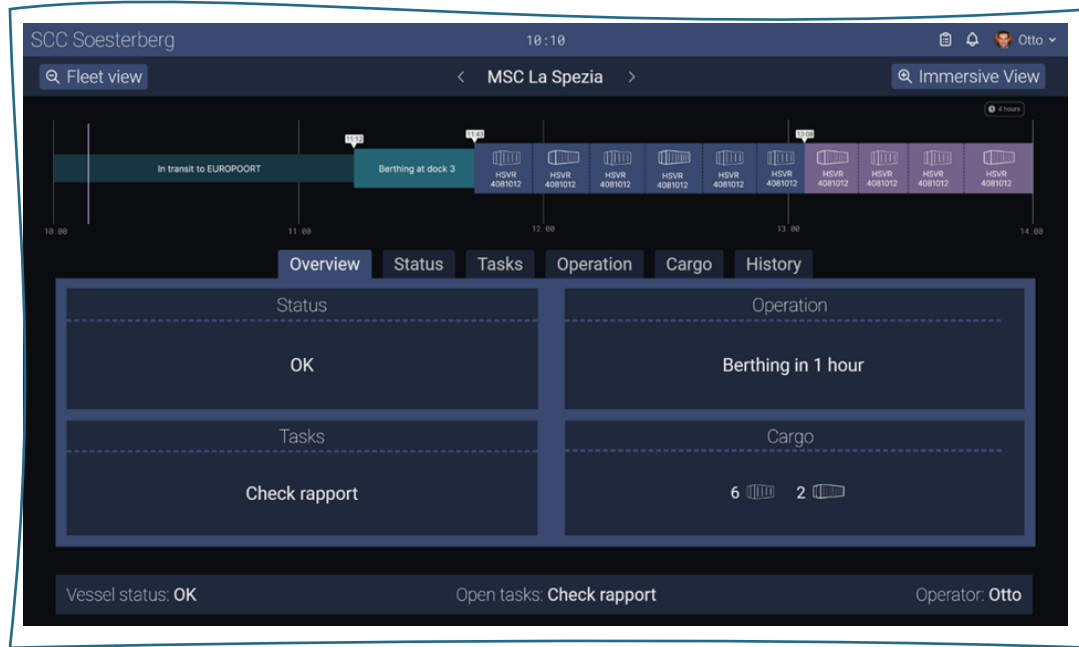 SCC Soesterberg
10:10
Otto
Fleet view
< MSC La Spezia >
Immersive View
4 hours
11:12
11:43
13:08
In transit to EUROPOORT
Berthing at dock 3
HSVR
4081012
HSVR
4081012
HSVR
4081012
HSVR
4081012
HSVR
4081012
HSVR
4081012
HSVR
4081012
HSVR
4081012
HSVR
4081012
HSVR
4081012
10:00
11:00
12:00
13:00
14:00
Overview
Status
Tasks
Operation
Cargo
History
Status
OK
Operation
Berthing in 1 hour
Tasks
Check rapport
Cargo
6
2
Vessel status: OK
Open tasks: Check rapport
Operator: Otto